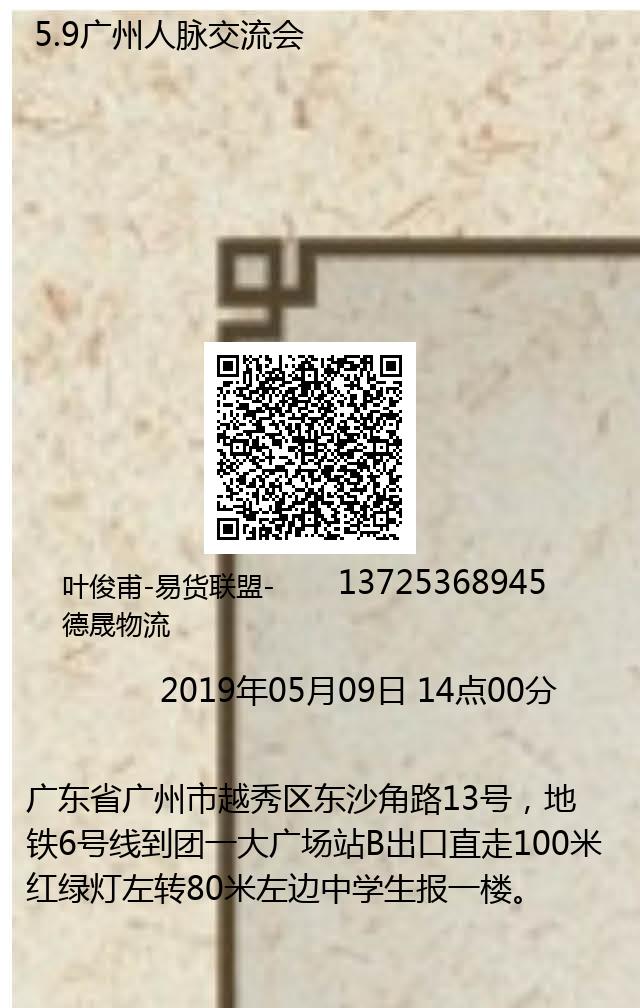 5.9广州人脉交流会
叶俊甫-易货联盟-
德晟物流
13725368945
2019年05月09日 14点00分
广东省广州市越秀区东沙角路13号，地
铁6号线到团一大广场站B出口直走100米
红绿灯左转80米左边中学生报一楼。